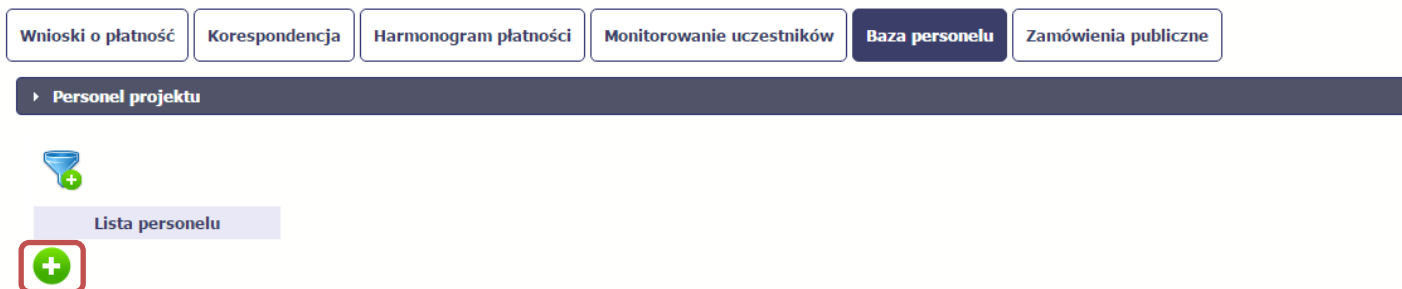 Wnioski o płatność Korespondencja Harmonogram płatności Monitorowanie uczestników Baza personelu Zamówienia publiczne
Personel projektu
Lista personelu